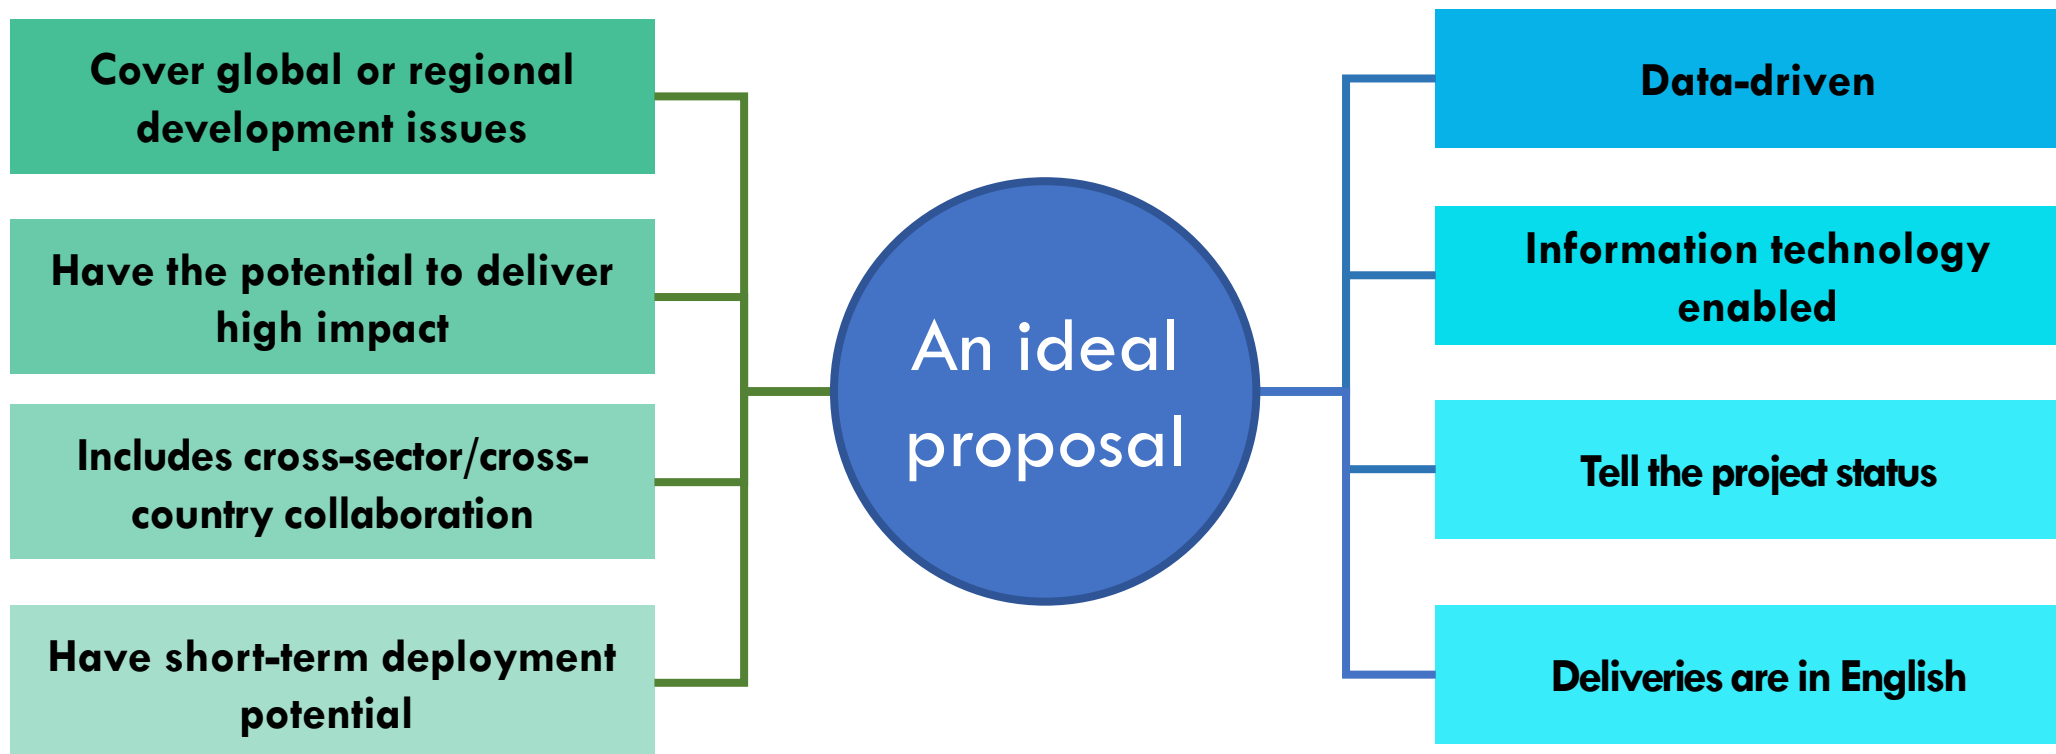 Cover global or regional
development issues
Have the potential to deliver
high impact
Includes cross-sector/cross-
country collaboration
Have short-term deployment
potential
An ideal
proposal
Data-driven
Information technology
enabled
Tell the project status
Deliveries are in English